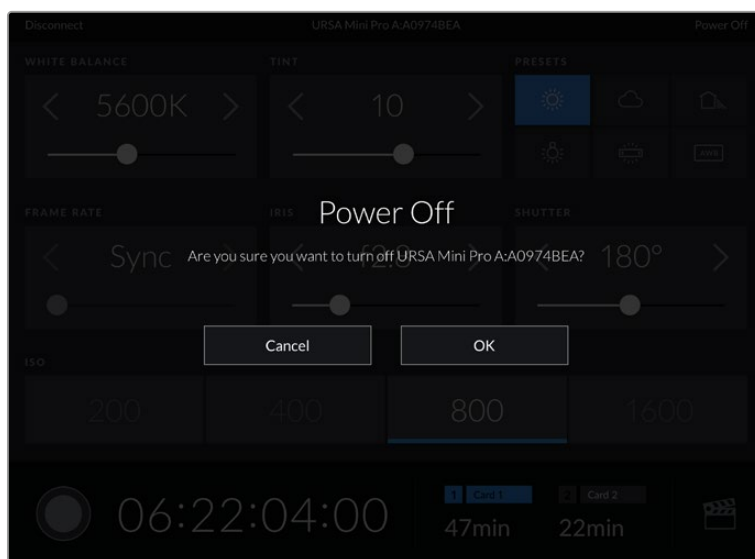 Disconnect
URSA Mini Pro A:A0974BEA
Power Off
WHITE BALANCE
TINT
PRESETS
5600K
10
AWB
Power Off
FRAME RATE
IRIS
SHUTTER
Sync
f2.8
180°
Are you sure you want to turn off URSA Mini Pro A:A0974BEA?
Cancel
OK
ISO
200
400
800
1600
06:22:04:00
1 Card 1
2 Card 2
47min
22min